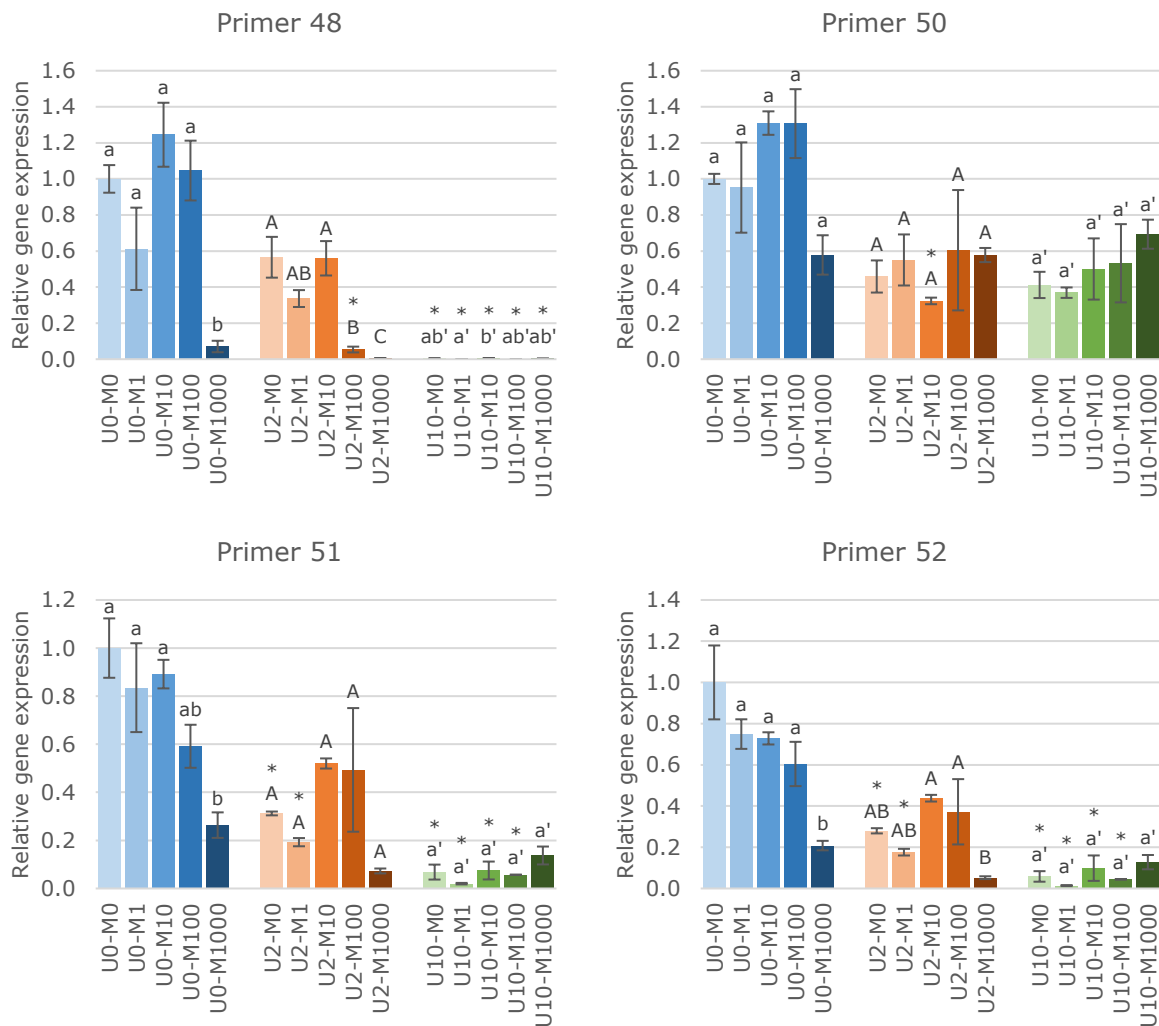 Primer 48
Relative gene expression
1.6
1.4
1.2
1.0
0.8
0.6
0.4
0.2
0.0
a
a
a
a
b
A
AB
A
*
B
C
*
ab'
*
a'
*
b'
*
ab'
*
ab'
U0-M0
U0-M1
U0-M10
U0-M100
U0-M1000
U2-M0
U2-M1
U2-M10
U2-M100
U2-M1000
U10-M0
U10-M1
U10-M10
U10-M100
U10-M1000
Primer 50
Relative gene expression
1.6
1.4
1.2
1.0
0.8
0.6
0.4
0.2
0.0
a
a
a
a
a
A
A
*
A
A
A
a'
a'
a'
a'
a'
U0-M0
U0-M1
U0-M10
U0-M100
U0-M1000
U2-M0
U2-M1
U2-M10
U2-M100
U2-M1000
U10-M0
U10-M1
U10-M10
U10-M100
U10-M1000
Primer 51
Relative gene expression
1.2
1.0
0.8
0.6
0.4
0.2
0.0
a
a
a
ab
b
*
A
*
A
A
A
A
*
a'
*
a'
*
a'
*
a'
a'
U0-M0
U0-M1
U0-M10
U0-M100
U0-M1000
U2-M0
U2-M1
U2-M10
U2-M100
U2-M1000
U10-M0
U10-M1
U10-M10
U10-M100
U10-M1000
Primer 52
Relative gene expression
1.4
1.2
1.0
0.8
0.6
0.4
0.2
0.0
a
a
a
a
b
*
AB
*
AB
A
A
B
*
a'
*
a'
*
a'
*
a'
a'
U0-M0
U0-M1
U0-M10
U0-M100
U0-M1000
U2-M0
U2-M1
U2-M10
U2-M100
U2-M1000
U10-M0
U10-M1
U10-M10
U10-M100
U10-M1000